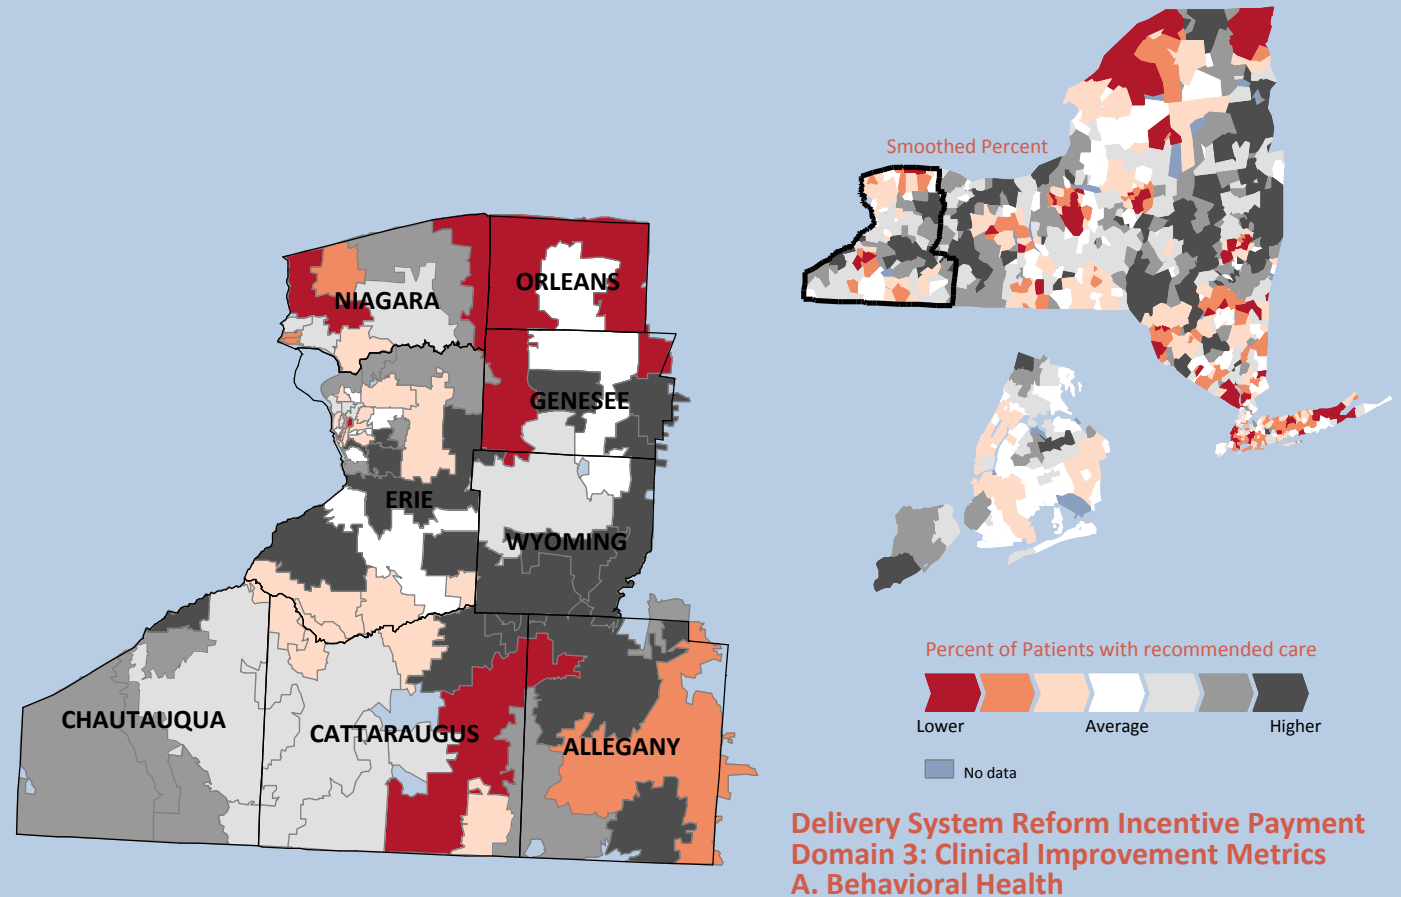 Smoothed Percent
ORLEANS
NIAGARA
GENESEE
ERIE
WYOMING
CHAUTAUQUA
CATTARAUGUS
ALLEGANY
Percent of Patients with recommended care
Lower Average Higher
No data
Delivery System Reform Incentive Payment
Domain 3: Clinical Improvement Metrics
A. Behavioral Health